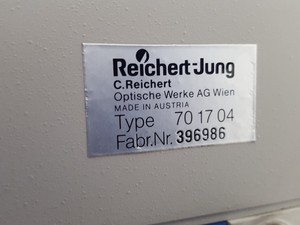 Reichert-Jung
C.Reichert
Optische Werke AG Wien
MADE IN AUSTRIA
Type 70 17 04
Fabr.Nr. 396986